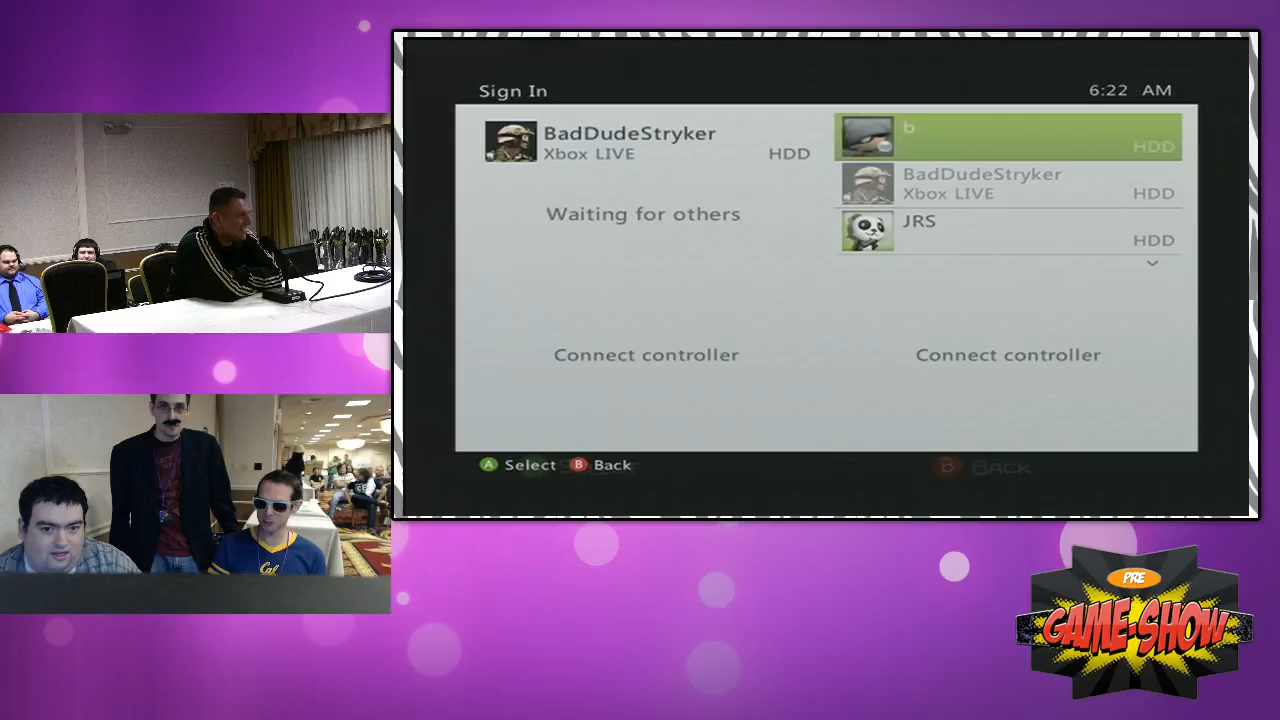 Sign In
6:22 AM
BadDudeStryker
Xbox LIVE
HDD
Waiting for others
b
HDD
BadDudeStryker
Xbox LIVE
HDD
JRS
HDD
Connect controller
Connect controller
A Select B Back
B BACK
PRE
GAME-SHOW
Cal